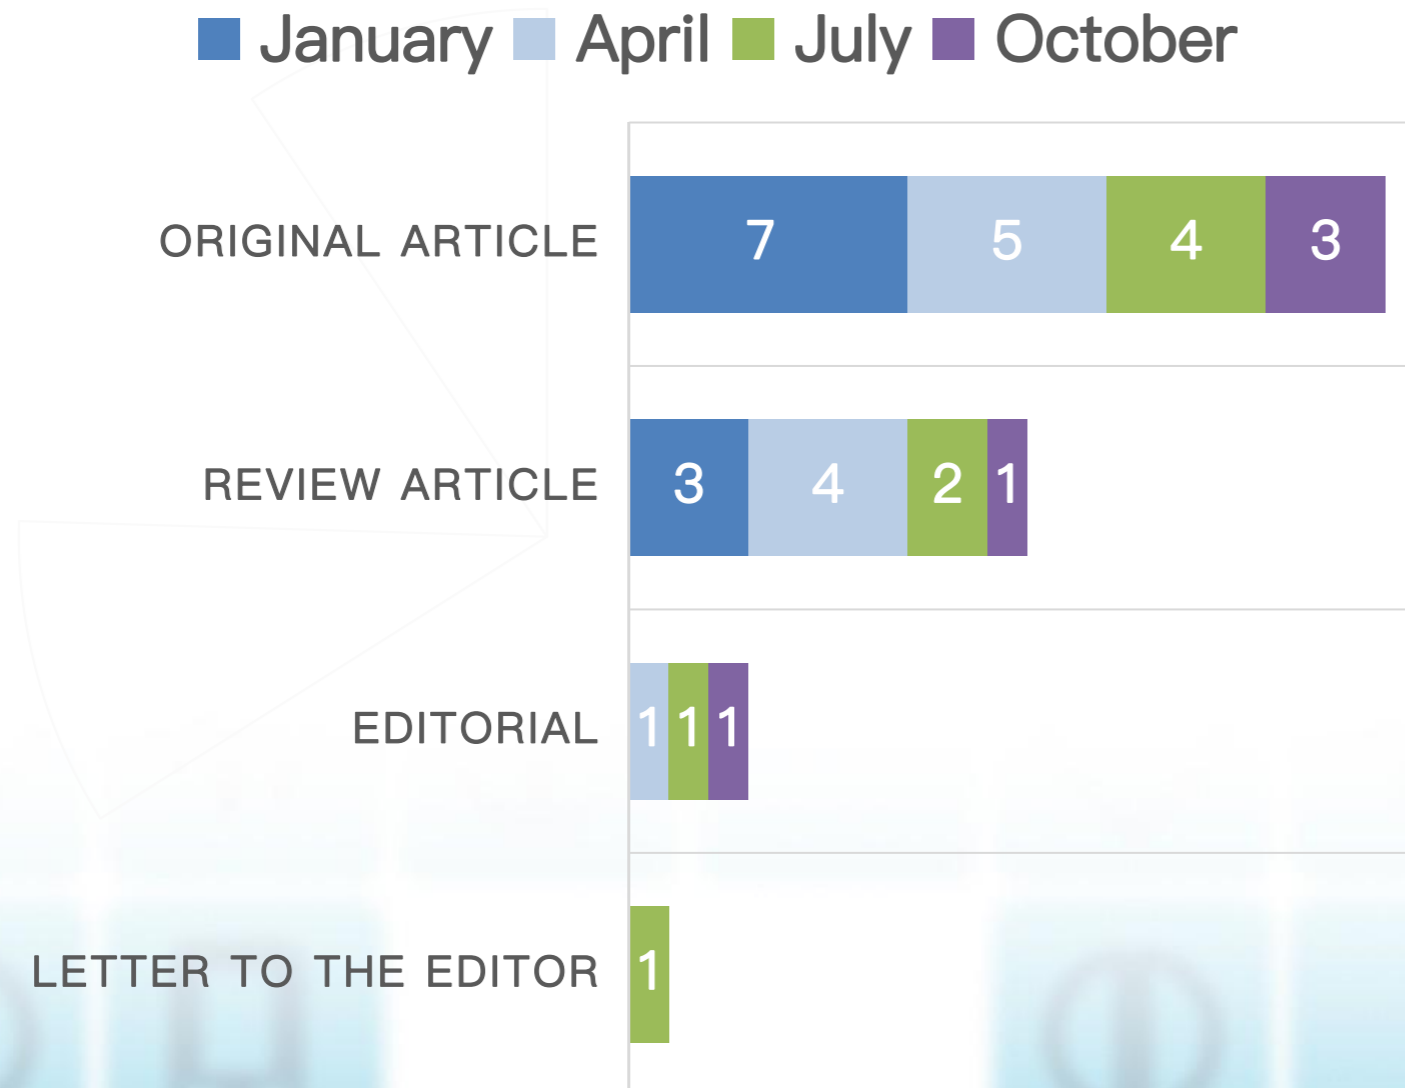 January April July October
ORIGINAL ARTICLE 7 5 4 3
REVIEW ARTICLE 3 4 2 1
EDITORIAL 1 1 1
LETTER TO THE EDITOR 1